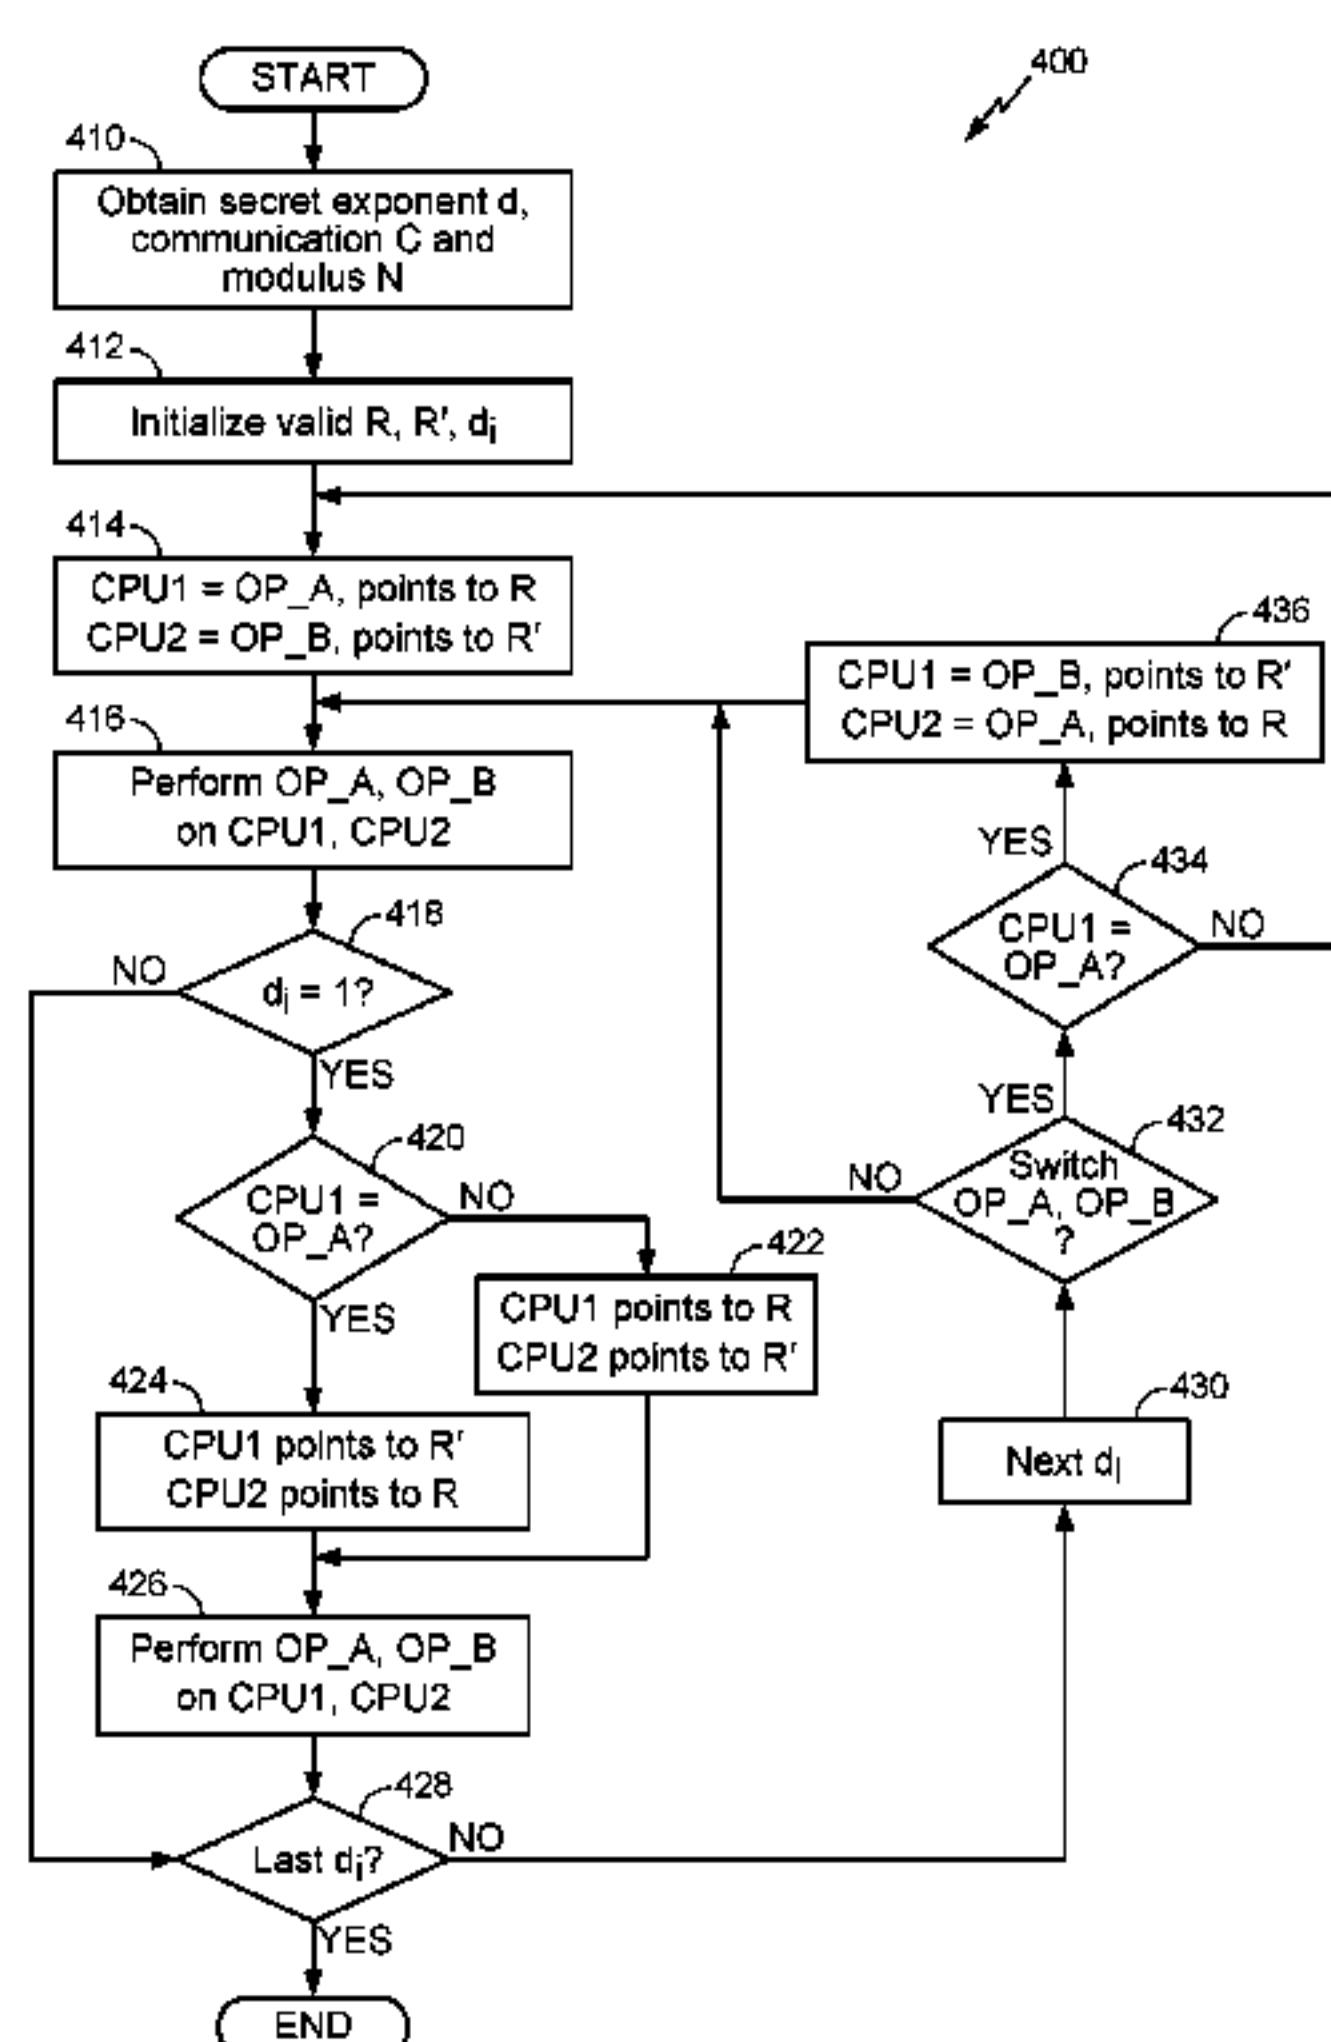 START
400
410
Obtain secret exponent d,
communication C and
modulus N
412
Initialize valid R, R', di
414
CPU1 = OP_A, points to R
CPU2 = OP_B, points to R'
416
Perform OP_A, OP_B
on CPU1, CPU2
418
di = 1?
NO
YES
420
CPU1 =
OP_A?
NO
YES
422
CPU1 points to R
CPU2 points to R'
424
CPU1 points to R'
CPU2 points to R
426
Perform OP_A, OP_B
on CPU1, CPU2
428
Last di?
NO
YES
END
430
Next di
432
Switch
OP_A, OP_B
?
NO
YES
434
CPU1 =
OP_A?
NO
YES
436
CPU1 = OP_B, points to R'
CPU2 = OP_A, points to R